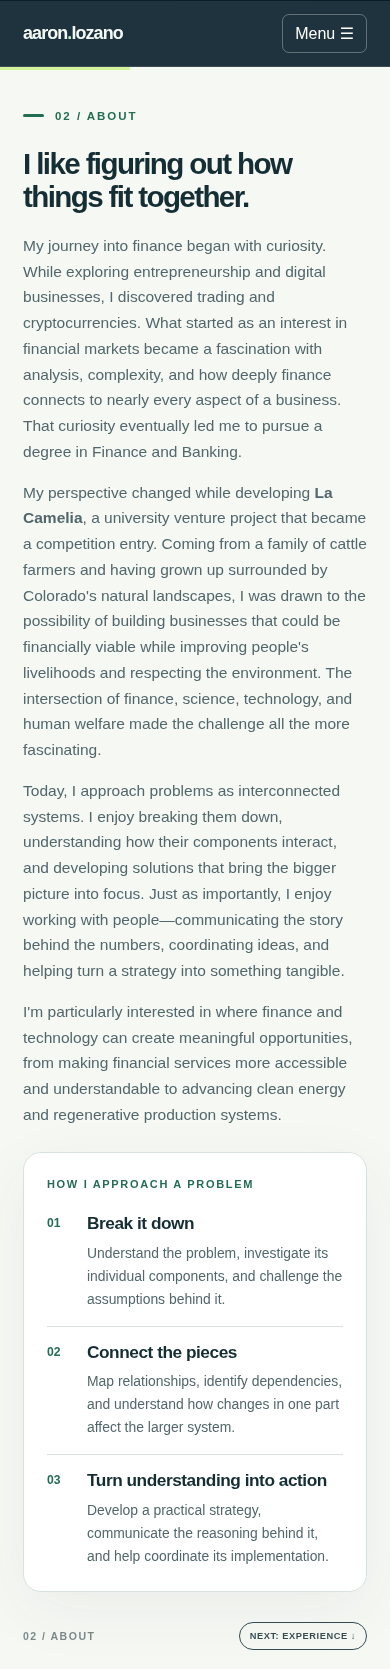 aaron.lozano
Menu ☰
02 / ABOUT
I like figuring out how
things fit together.
My journey into finance began with curiosity.
While exploring entrepreneurship and digital
businesses, I discovered trading and
cryptocurrencies. What started as an interest in
financial markets became a fascination with
analysis, complexity, and how deeply finance
connects to nearly every aspect of a business.
That curiosity eventually led me to pursue a
degree in Finance and Banking.
My perspective changed while developing La
Camelia, a university venture project that became
a competition entry. Coming from a family of cattle
farmers and having grown up surrounded by
Colorado's natural landscapes, I was drawn to the
possibility of building businesses that could be
financially viable while improving people's
livelihoods and respecting the environment. The
intersection of finance, science, technology, and
human welfare made the challenge all the more
fascinating.
Today, I approach problems as interconnected
systems. I enjoy breaking them down,
understanding how their components interact,
and developing solutions that bring the bigger
picture into focus. Just as importantly, I enjoy
working with people—communicating the story
behind the numbers, coordinating ideas, and
helping turn a strategy into something tangible.
I'm particularly interested in where finance and
technology can create meaningful opportunities,
from making financial services more accessible
and understandable to advancing clean energy
and regenerative production systems.
HOW I APPROACH A PROBLEM
01 Break it down
Understand the problem, investigate its
individual components, and challenge the
assumptions behind it.
02 Connect the pieces
Map relationships, identify dependencies,
and understand how changes in one part
affect the larger system.
03 Turn understanding into action
Develop a practical strategy,
communicate the reasoning behind it,
and help coordinate its implementation.
02 / ABOUT
NEXT: EXPERIENCE ↓